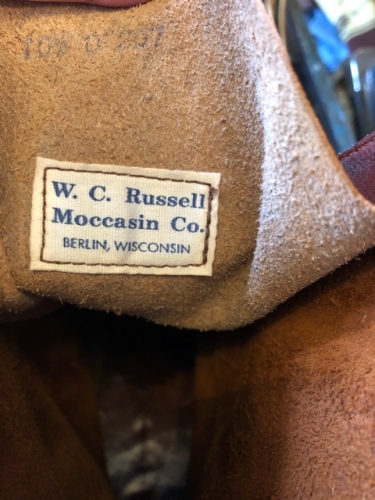 W. C. Russell
Moccasin Co.
BERLIN, WISCONSIN